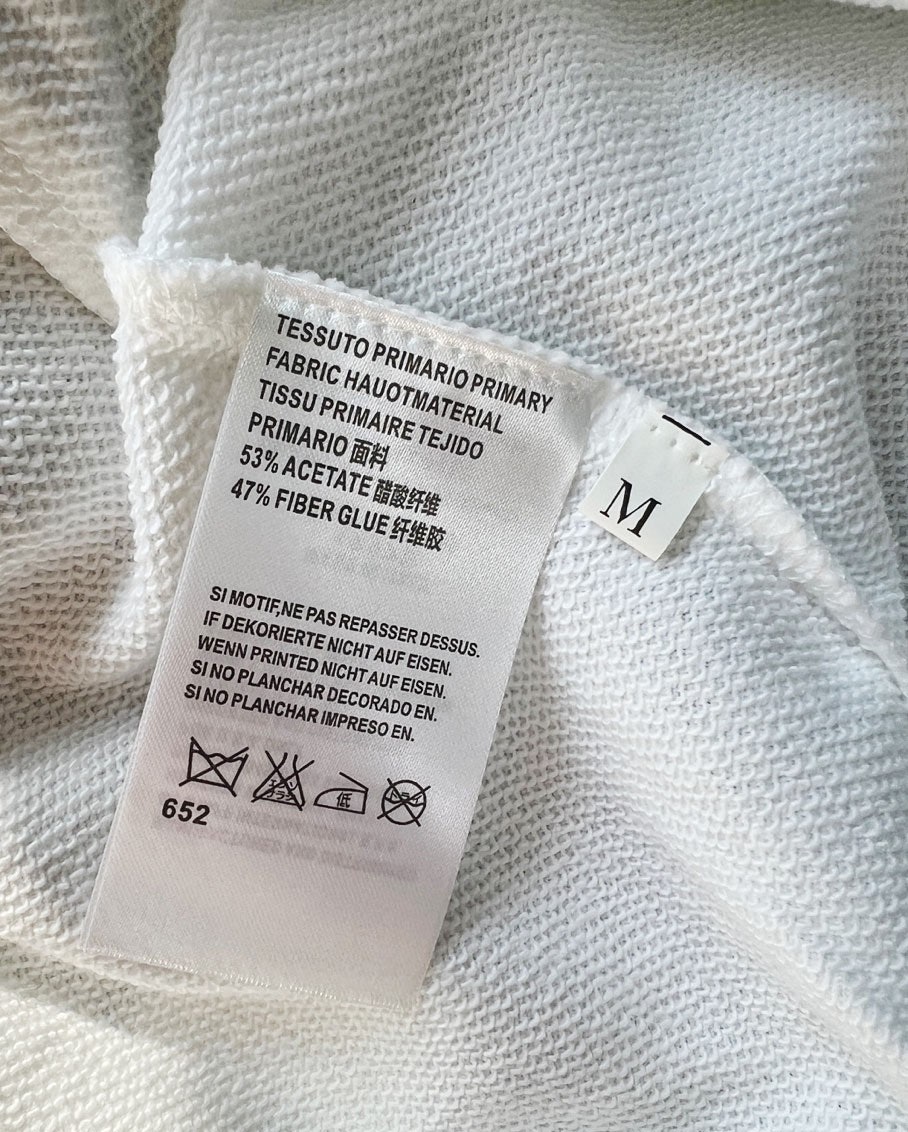 TESSUTO PRIMARIO PRIMARY
FABRIC HAUOTMATERIAL
TISSU PRIMAIRE TEJIDO
PRIMARIO 面料
53% ACETATE 醋酸纤维
47% FIBER GLUE 纤维胶
SI MOTIF,NE PAS REPASSER DESSUS.
IF DEKORIERTE NICHT AUF EISEN.
WENN PRINTED NICHT AUF EISEN.
SI NO PLANCHAR DECORADO EN.
SI NO PLANCHAR IMPRESO EN.
低
652
M